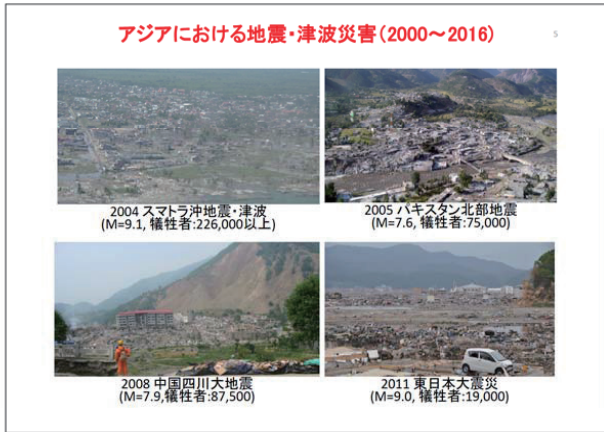 アジアにおける地震・津波災害(2000～2016)
5
2004 スマトラ沖地震・津波
(M=9.1, 犠牲者:226,000以上)
2005 パキスタン北部地震
(M=7.6, 犠牲者:75,000)
2008 中国四川大地震
(M=7.9,犠牲者:87,500)
2011 東日本大震災
(M=9.0, 犠牲者:19,000)